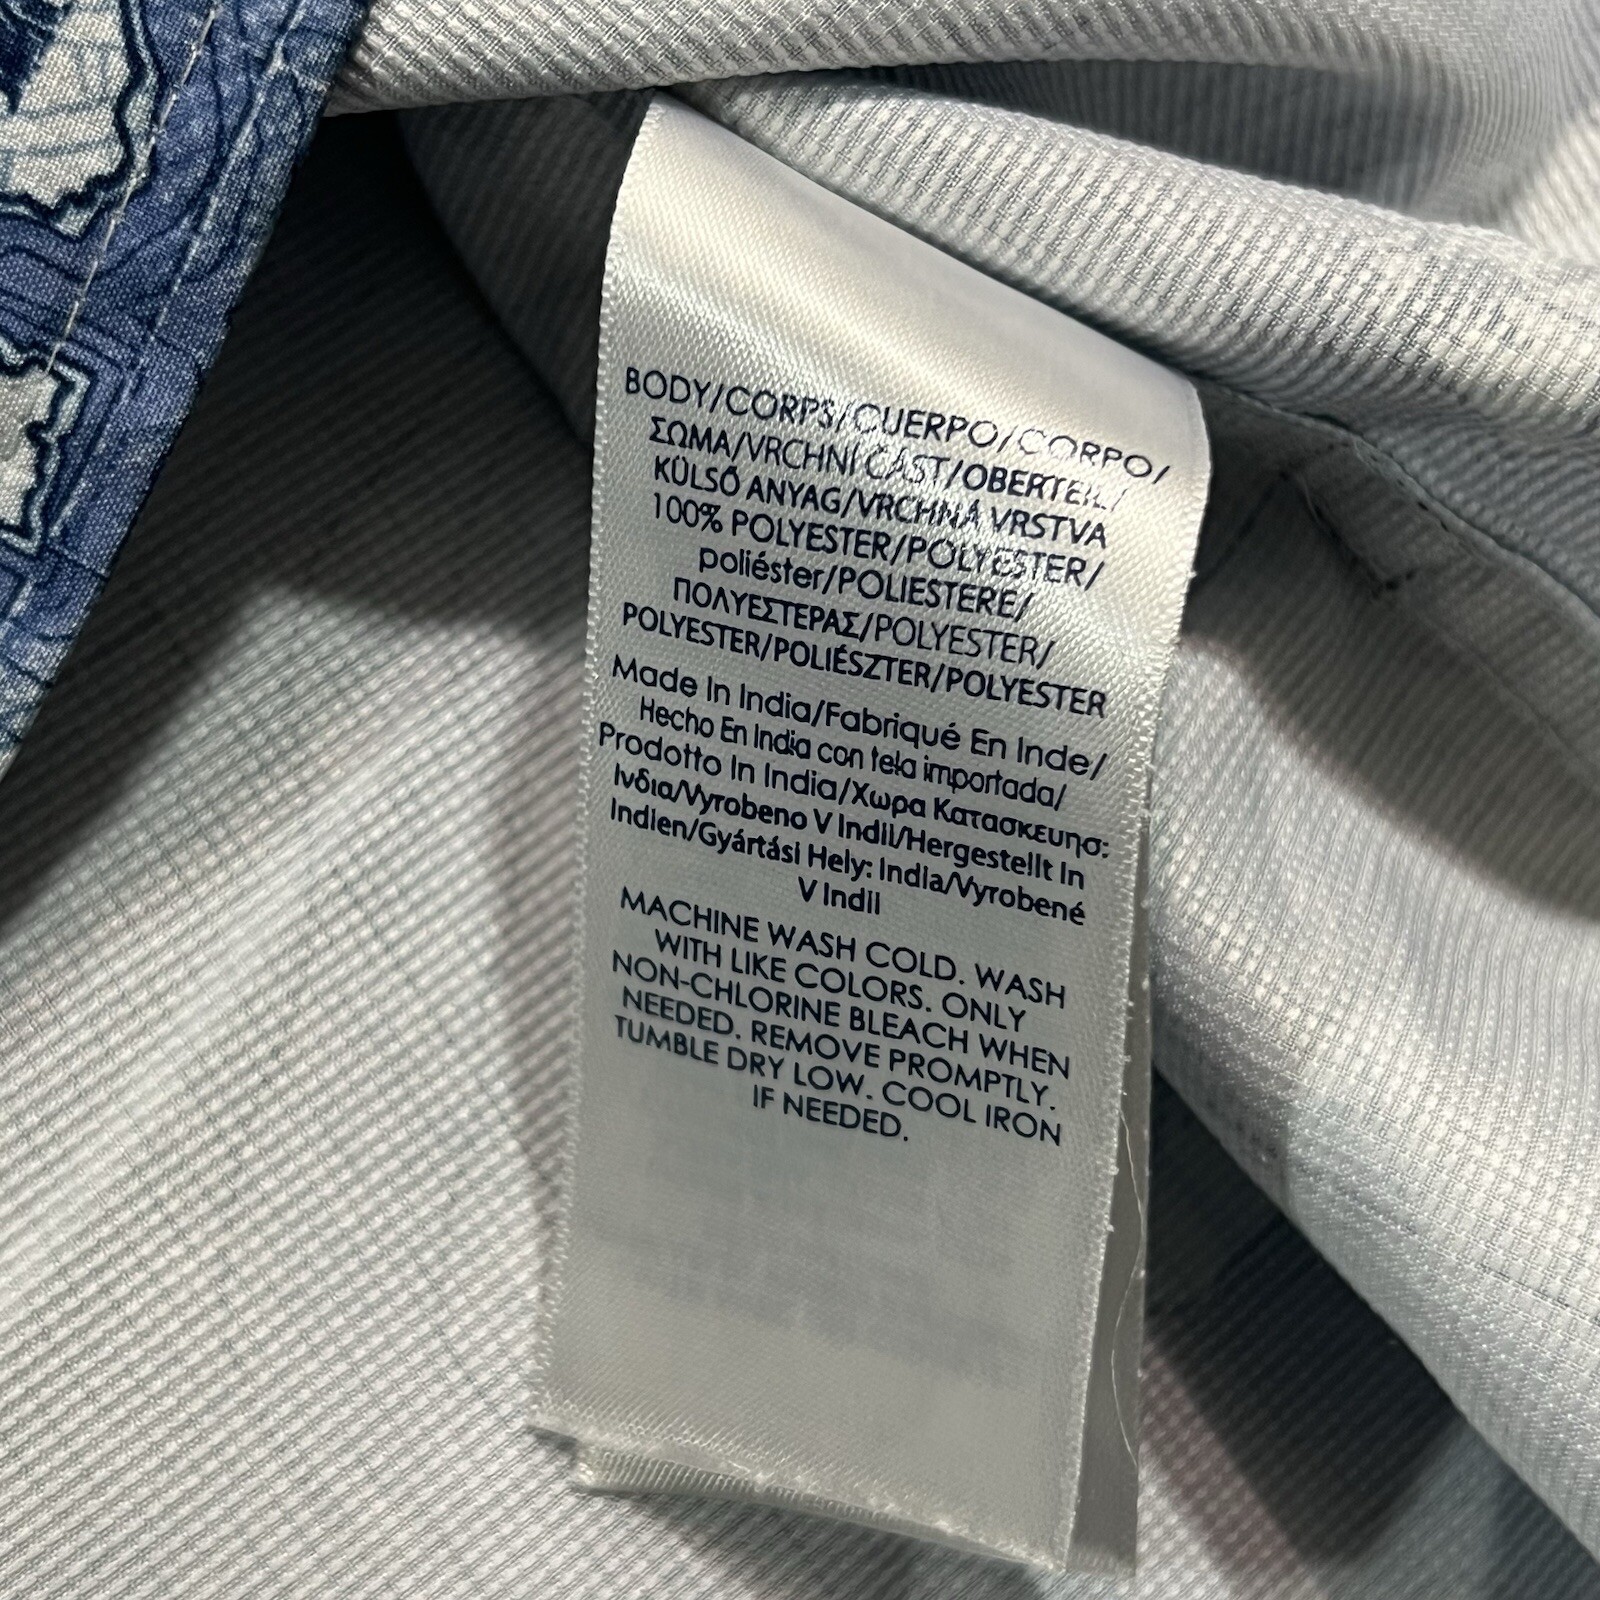 BODY/CORPS/CUERPO/CORPO/
ΣΩΜΑ/VRCHNÍ ČÁST/OBERTEIL/
KÜLSŐ ANYAG/VRCHNÁ VRSTVA
100% POLYESTER/POLYESTER/
poliéster/POLIESTERE/
ΠΟΛΥΕΣΤΕΡΑΣ/POLYESTER/
POLYESTER/POLIÉSZTER/POLYESTER
Made In India/Fabriqué En Inde/
Hecho En India con tela importada/
Prodotto In India/Χωρα Κατασκευησ:
Ινδια/Vyrobeno V Indii/Hergestellt In
Indien/Gyártási Hely: India/Vyrobené
V Indii
MACHINE WASH COLD. WASH
WITH LIKE COLORS. ONLY
NON-CHLORINE BLEACH WHEN
NEEDED. REMOVE PROMPTLY.
TUMBLE DRY LOW. COOL IRON
IF NEEDED.